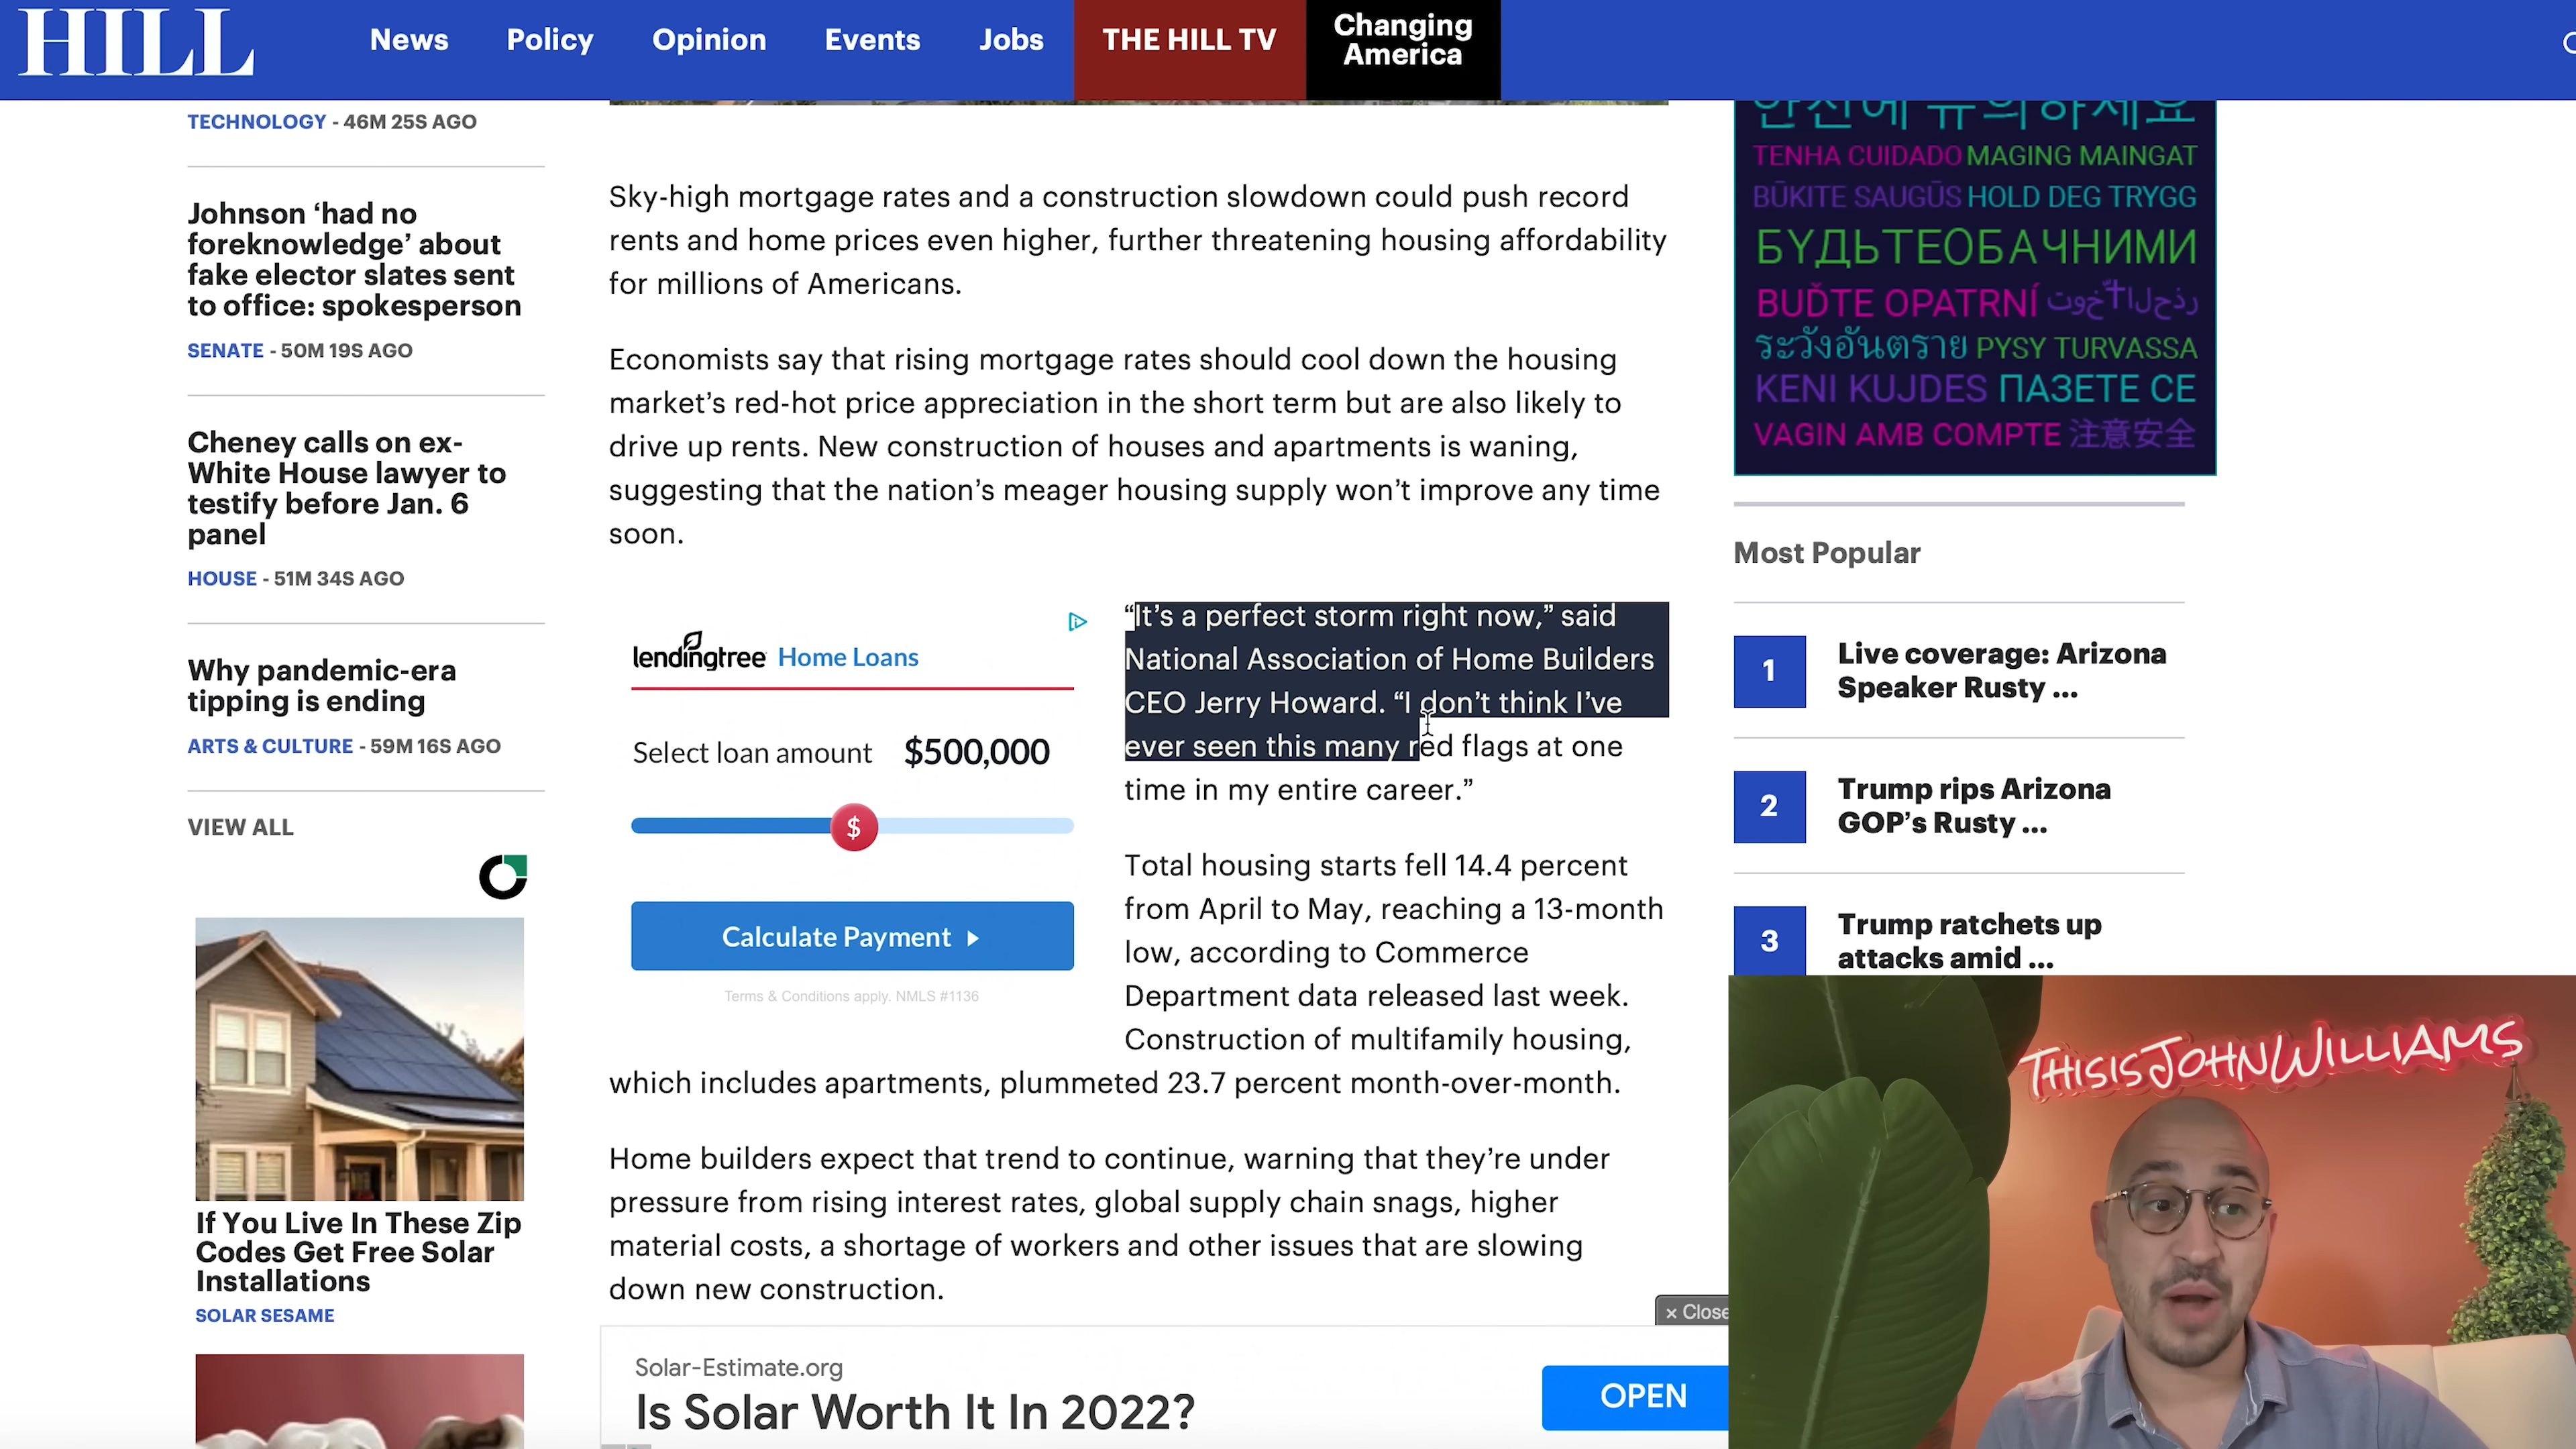 HILL
News
Policy
Opinion
Events
Jobs
THE HILL TV
Changing
America
TECHNOLOGY - 46M 25S AGO
Johnson ‘had no
foreknowledge’ about
fake elector slates sent
to office: spokesperson
SENATE - 50M 19S AGO
Cheney calls on ex-
White House lawyer to
testify before Jan. 6
panel
HOUSE - 51M 34S AGO
Why pandemic-era
tipping is ending
ARTS & CULTURE - 59M 16S AGO
VIEW ALL
If You Live In These Zip
Codes Get Free Solar
Installations
SOLAR SESAME
Sky-high mortgage rates and a construction slowdown could push record
rents and home prices even higher, further threatening housing affordability
for millions of Americans.
Economists say that rising mortgage rates should cool down the housing
market’s red-hot price appreciation in the short term but are also likely to
drive up rents. New construction of houses and apartments is waning,
suggesting that the nation’s meager housing supply won’t improve any time
soon.
lendingtree Home Loans
Select loan amount $500,000
$
Calculate Payment
Terms & Conditions apply. NMLS #1136
“It’s a perfect storm right now,” said
National Association of Home Builders
CEO Jerry Howard. “I don’t think I’ve
ever seen this many red flags at one
time in my entire career.”
Total housing starts fell 14.4 percent
from April to May, reaching a 13-month
low, according to Commerce
Department data released last week.
Construction of multifamily housing,
which includes apartments, plummeted 23.7 percent month-over-month.
Home builders expect that trend to continue, warning that they’re under
pressure from rising interest rates, global supply chain snags, higher
material costs, a shortage of workers and other issues that are slowing
down new construction.
× Close
Solar-Estimate.org
Is Solar Worth It In 2022?
OPEN
안전에 유의하세요
TENHA CUIDADO MAGING MAINGAT
BŪKITE SAUGŪS HOLD DEG TRYGG
БУДЬТЕ ОБАЧНИМИ
BUĎTE OPATRNÍ
ระวังอันตราย PYSY TURVASSA
KENI KUJDES ПАЗЕТЕ СЕ
VAGIN AMB COMPTE 注意安全
Most Popular
1
Live coverage: Arizona
Speaker Rusty ...
2
Trump rips Arizona
GOP’s Rusty ...
3
Trump ratchets up
attacks amid ...
THISISJOHNWILLIAMS